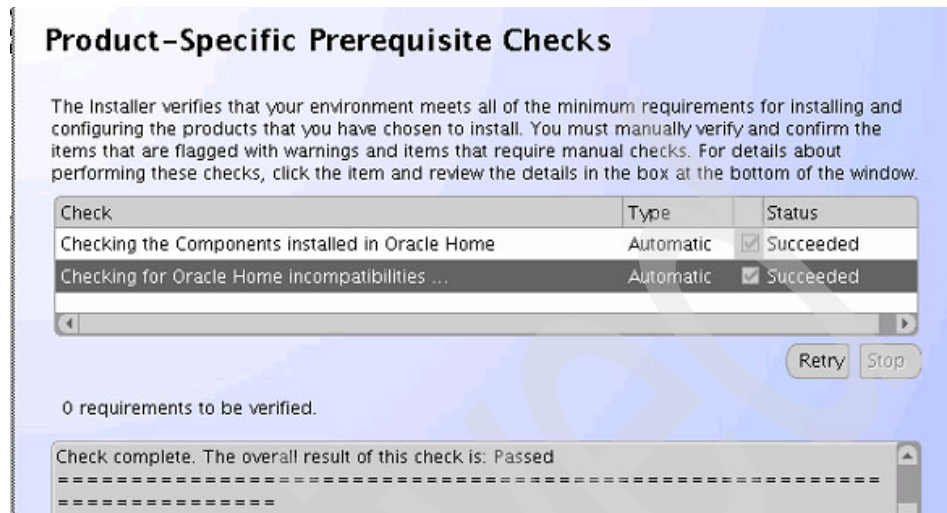 Product-Specific Prerequisite Checks
The Installer verifies that your environment meets all of the minimum requirements for installing and
configuring the products that you have chosen to install. You must manually verify and confirm the
items that are flagged with warnings and items that require manual checks. For details about
performing these checks, click the item and review the details in the box at the bottom of the window.
Check Type Status
Checking the Components installed in Oracle Home Automatic Succeeded
Checking for Oracle Home incompatibilities ... Automatic Succeeded
Retry Stop
0 requirements to be verified.
Check complete. The overall result of this check is: Passed
========================================================
===============